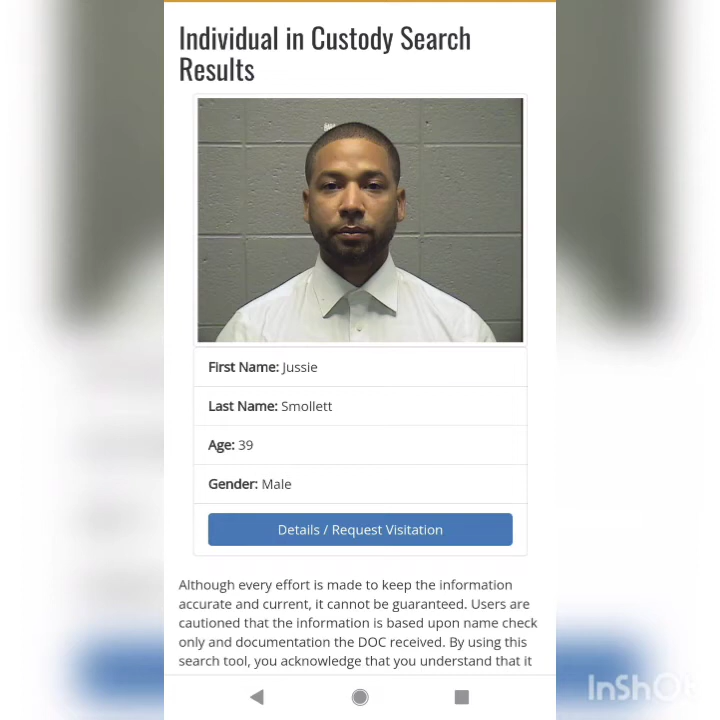 Individual in Custody Search
Results
First Name: Jussie
Last Name: Smollett
Age: 39
Gender: Male
Details / Request Visitation
Although every effort is made to keep the information
accurate and current, it cannot be guaranteed. Users are
cautioned that the information is based upon name check
only and documentation the DOC received. By using this
search tool, you acknowledge that you understand that it
InShOt